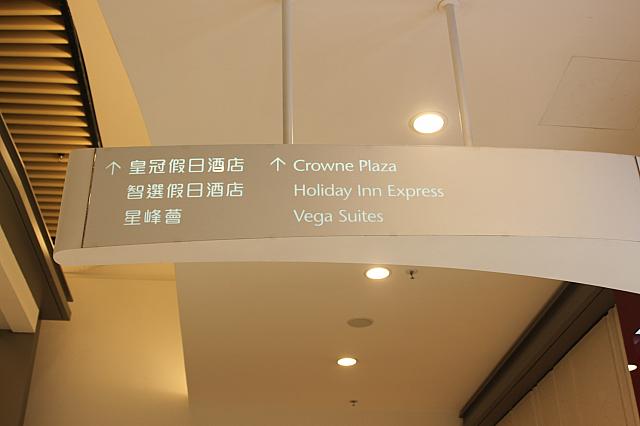 ↑ 皇冠假日酒店 ↑ Crowne Plaza
智選假日酒店 Holiday Inn Express
星峰薈 Vega Suites